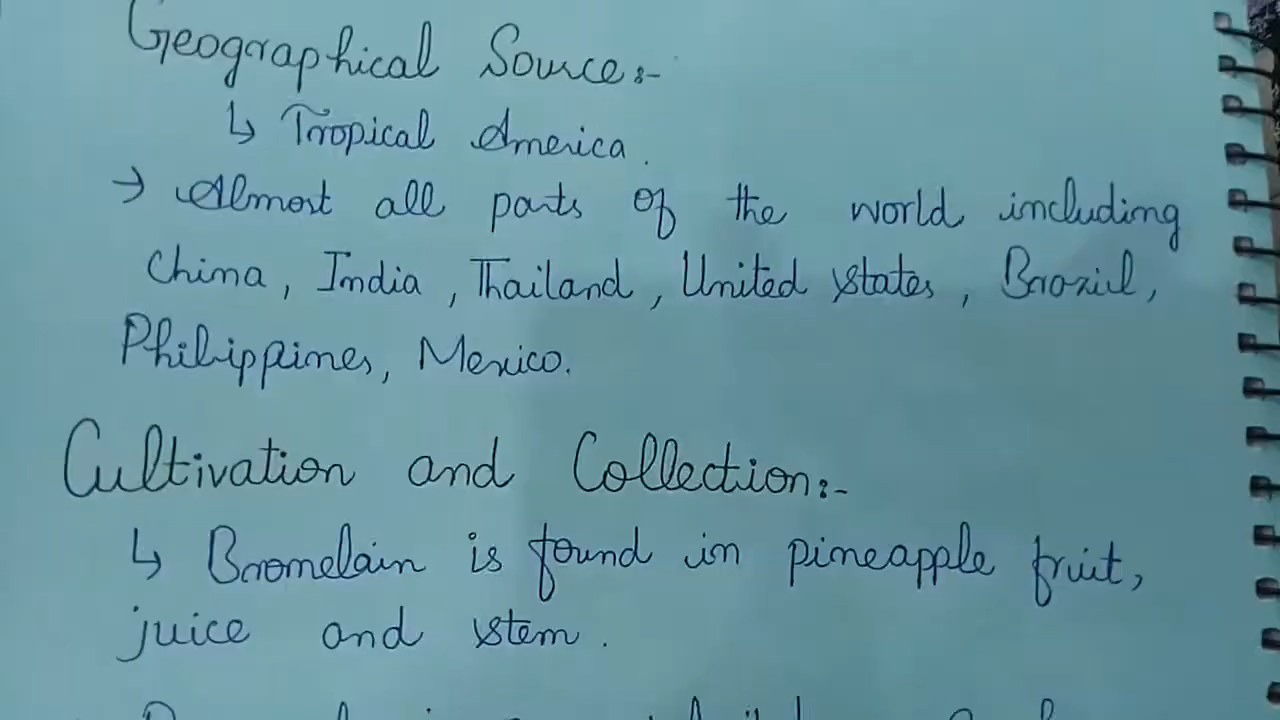 Geographical Source:-
↳ Tropical America.
→ Almost all parts of the world including
China, India, Thailand, United States, Brazil,
Philippines, Mexico.
Cultivation and Collection:-
↳ Bromelain is found in pineapple fruit,
juice and stem.